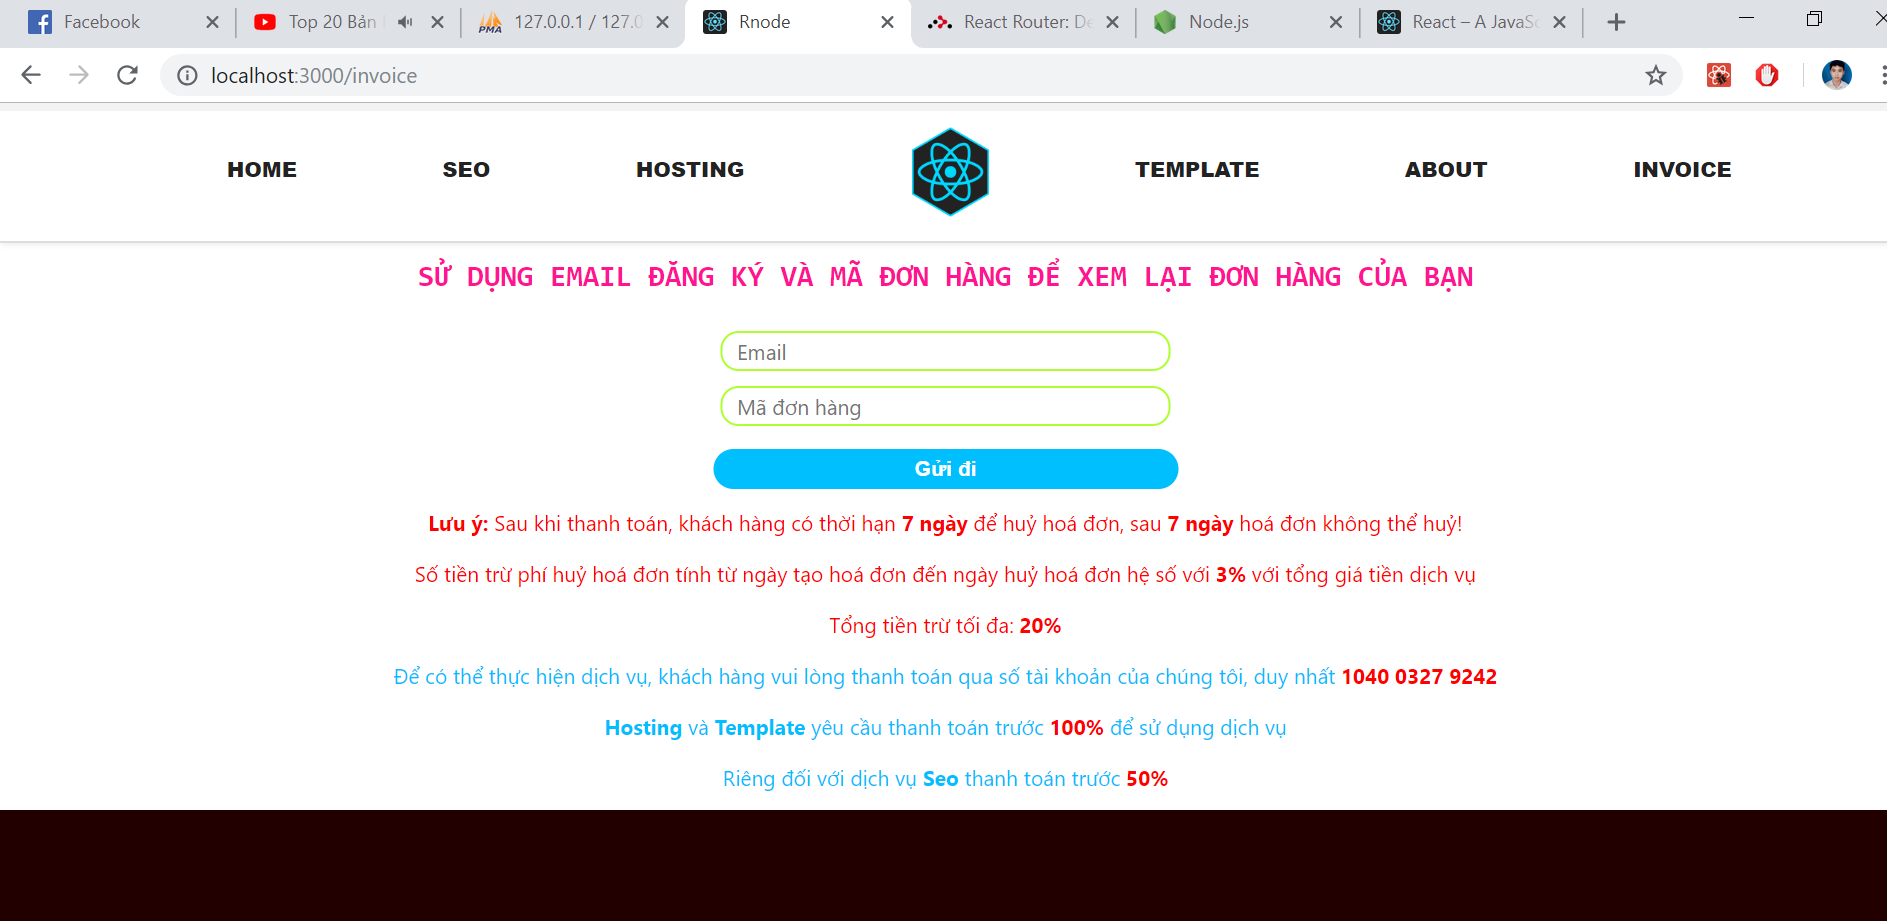 Facebook
Top 20 Bản
PMA
127.0.0.1 / 127.0
Rnode
React Router: De
Node.js
React – A JavaSc
localhost:3000/invoice
HOME SEO HOSTING TEMPLATE ABOUT INVOICE
SỬ DỤNG EMAIL ĐĂNG KÝ VÀ MÃ ĐƠN HÀNG ĐỂ XEM LẠI ĐƠN HÀNG CỦA BẠN
Email
Mã đơn hàng
Gửi đi
Lưu ý: Sau khi thanh toán, khách hàng có thời hạn 7 ngày để huỷ hoá đơn, sau 7 ngày hoá đơn không thể huỷ!
Số tiền trừ phí huỷ hoá đơn tính từ ngày tạo hoá đơn đến ngày huỷ hoá đơn hệ số với 3% với tổng giá tiền dịch vụ
Tổng tiền trừ tối đa: 20%
Để có thể thực hiện dịch vụ, khách hàng vui lòng thanh toán qua số tài khoản của chúng tôi, duy nhất 1040 0327 9242
Hosting và Template yêu cầu thanh toán trước 100% để sử dụng dịch vụ
Riêng đối với dịch vụ Seo thanh toán trước 50%